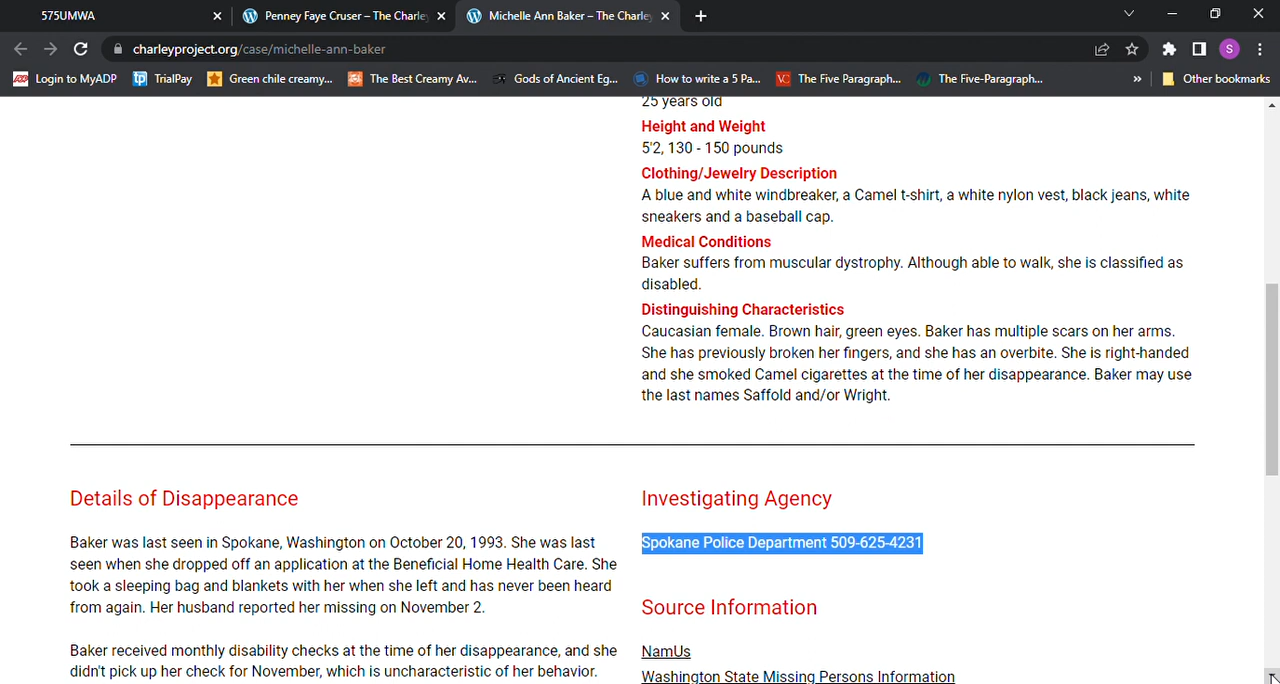 575UMWA
Penney Faye Cruser – The Charle
Michelle Ann Baker – The Charle
charleyproject.org/case/michelle-ann-baker
S
Login to MyADP
TrialPay
Green chile creamy...
The Best Creamy Av...
Gods of Ancient Eg...
How to write a 5 Pa...
The Five Paragraph...
The Five-Paragraph...
»
Other bookmarks
25 years old
Height and Weight
5'2, 130 - 150 pounds
Clothing/Jewelry Description
A blue and white windbreaker, a Camel t-shirt, a white nylon vest, black jeans, white
sneakers and a baseball cap.
Medical Conditions
Baker suffers from muscular dystrophy. Although able to walk, she is classified as
disabled.
Distinguishing Characteristics
Caucasian female. Brown hair, green eyes. Baker has multiple scars on her arms.
She has previously broken her fingers, and she has an overbite. She is right-handed
and she smoked Camel cigarettes at the time of her disappearance. Baker may use
the last names Saffold and/or Wright.
Details of Disappearance
Baker was last seen in Spokane, Washington on October 20, 1993. She was last
seen when she dropped off an application at the Beneficial Home Health Care. She
took a sleeping bag and blankets with her when she left and has never been heard
from again. Her husband reported her missing on November 2.
Baker received monthly disability checks at the time of her disappearance, and she
didn't pick up her check for November, which is uncharacteristic of her behavior.
Investigating Agency
Spokane Police Department 509-625-4231
Source Information
NamUs
Washington State Missing Persons Information